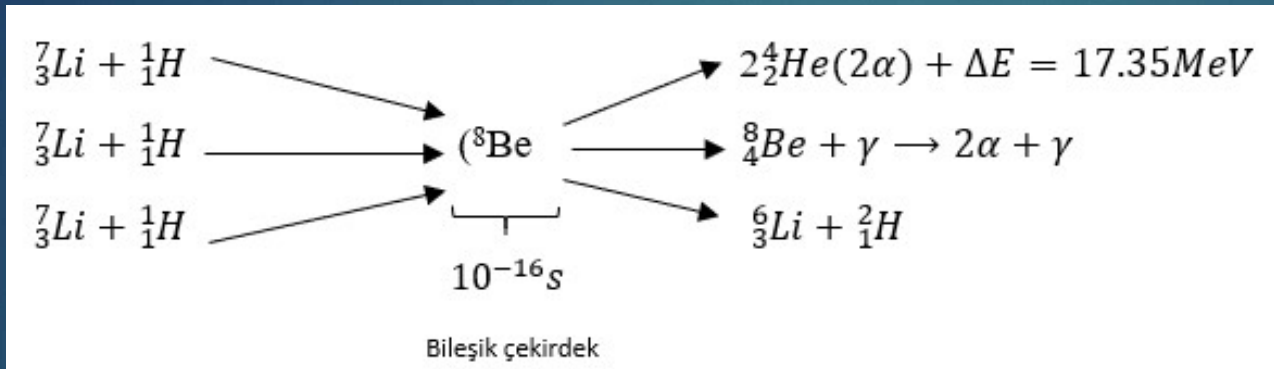 ⁷₃Li + ¹₁H
2⁴₂He(2α) + ΔE = 17.35MeV
⁷₃Li + ¹₁H
(⁸Be
⁸₄Be + γ → 2α + γ
⁷₃Li + ¹₁H
⁶₃Li + ²₁H
10⁻¹⁶s
Bileşik çekirdek